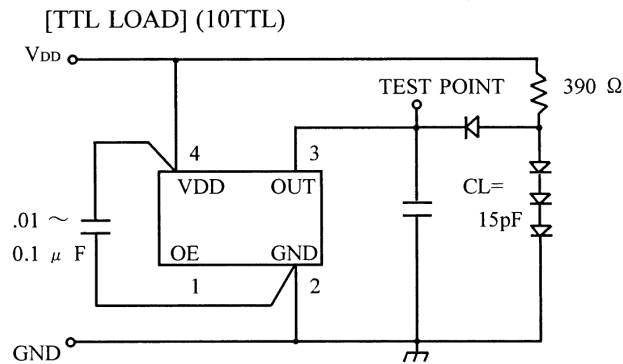 [TTL LOAD] (10TTL)
VDD
TEST POINT
390 Ω
4
3
VDD OUT
CL=
15pF
.01 ～
0.1 μ F
OE GND
1
2
GND